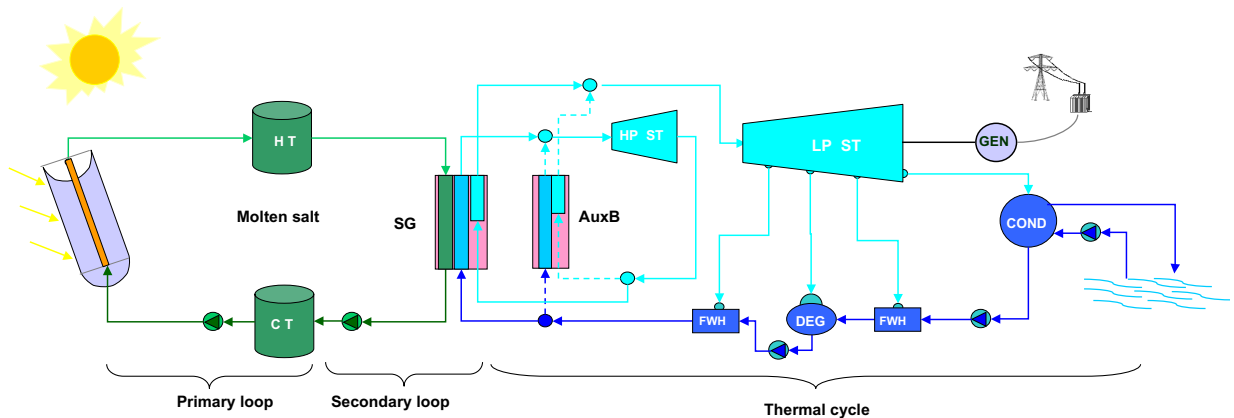 H T
HP ST
LP ST
GEN
Molten salt
SG
AuxB
COND
C T
FWH
DEG
FWH
Primary loop
Secondary loop
Thermal cycle